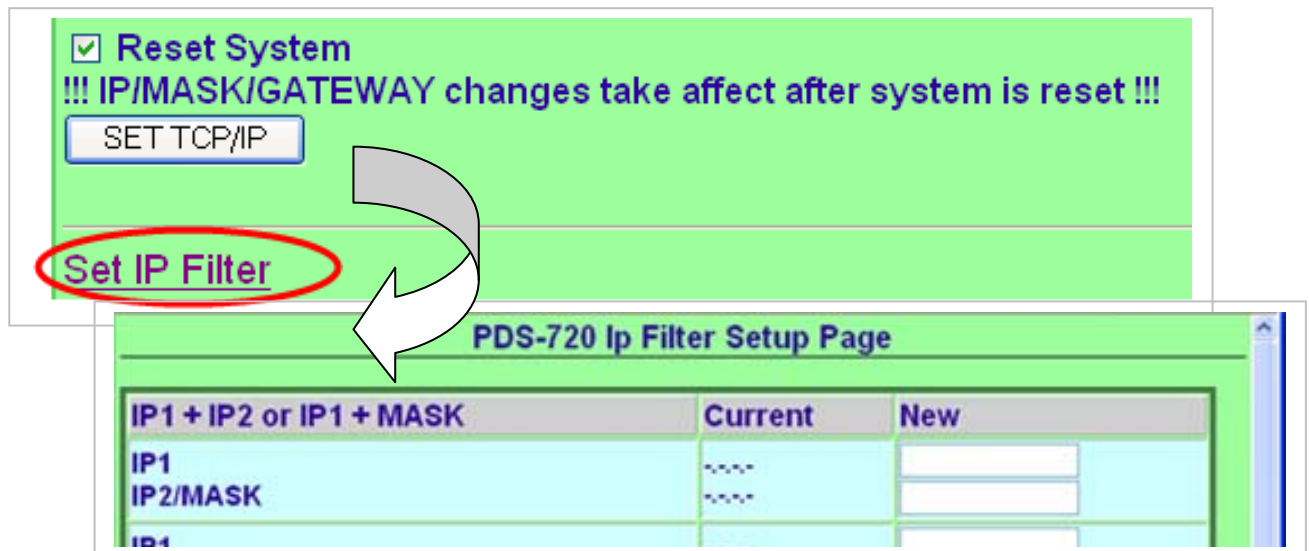 Reset System
!!! IP/MASK/GATEWAY changes take affect after system is reset !!!
SET TCP/IP
Set IP Filter
PDS-720 Ip Filter Setup Page
IP1 + IP2 or IP1 + MASK Current New
IP1 -.-.-.-
IP2/MASK -.-.-.-
IP1